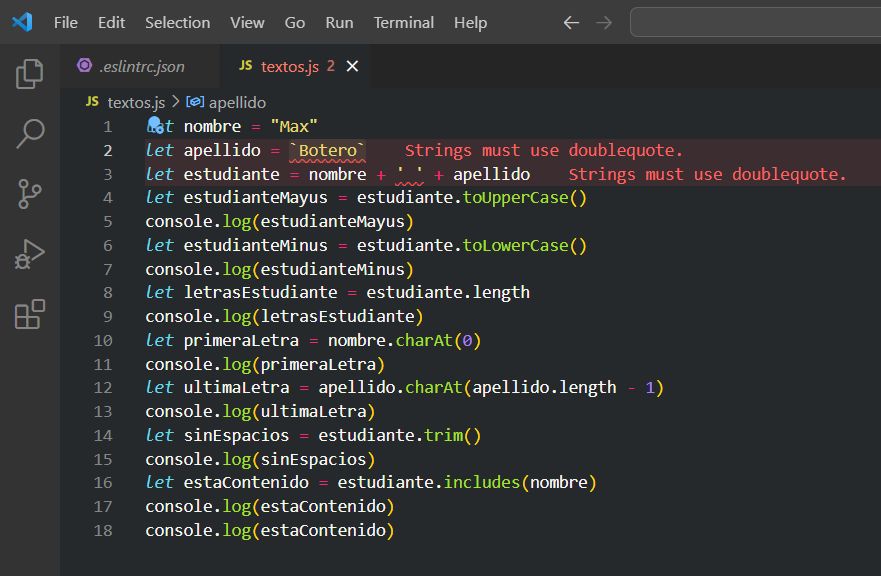 File Edit Selection View Go Run Terminal Help
.eslintrc.json JS textos.js 2
JS textos.js > apellido
1 let nombre = "Max"
2 let apellido = `Botero` Strings must use doublequote.
3 let estudiante = nombre + ' ' + apellido Strings must use doublequote.
4 let estudianteMayus = estudiante.toUpperCase()
5 console.log(estudianteMayus)
6 let estudianteMinus = estudiante.toLowerCase()
7 console.log(estudianteMinus)
8 let letrasEstudiante = estudiante.length
9 console.log(letrasEstudiante)
10 let primeraLetra = nombre.charAt(0)
11 console.log(primeraLetra)
12 let ultimaLetra = apellido.charAt(apellido.length - 1)
13 console.log(ultimaLetra)
14 let sinEspacios = estudiante.trim()
15 console.log(sinEspacios)
16 let estaContenido = estudiante.includes(nombre)
17 console.log(estaContenido)
18 console.log(estaContenido)